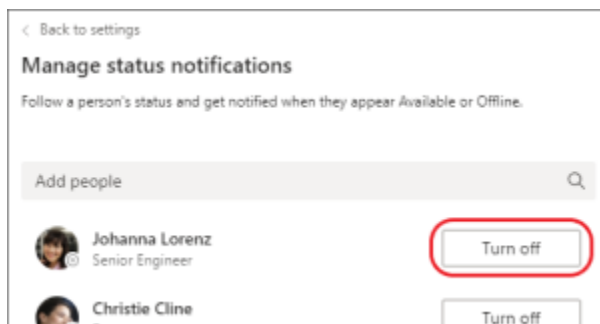 < Back to settings
Manage status notifications
Follow a person's status and get notified when they appear Available or Offline.
Add people
Johanna Lorenz
Turn off
Senior Engineer
Christie Cline
Turn off